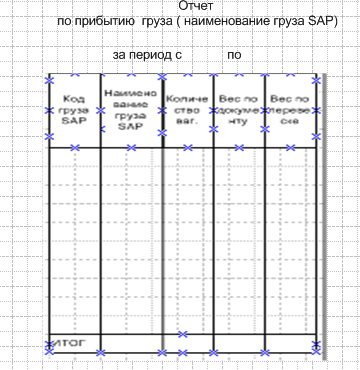 Отчет
по прибытию груза ( наименование груза SAP)
за период с по
Код груза SAP
Наимено вание груза SAP
Количе ство ваг.
Вес по докуме нту
Вес по переве ске
ИТОГ